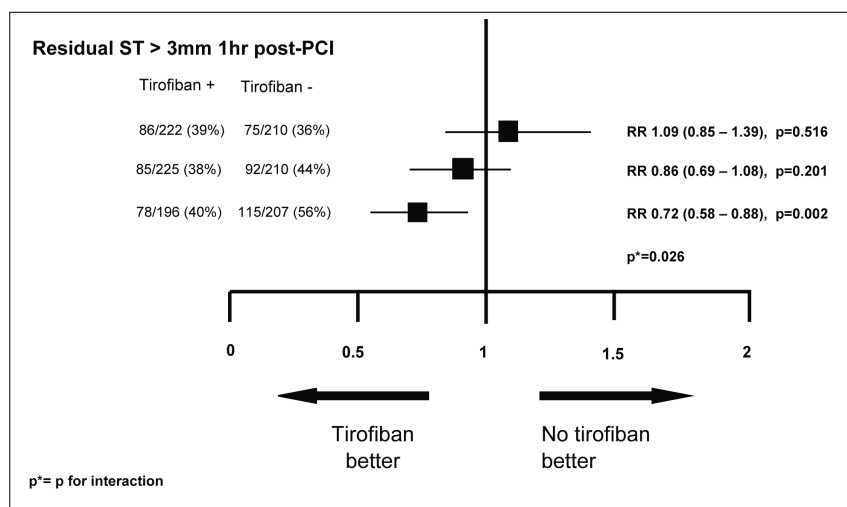 Residual ST > 3mm 1hr post-PCI
Tirofiban + Tirofiban -
86/222 (39%) 75/210 (36%) RR 1.09 (0.85 – 1.39), p=0.516
85/225 (38%) 92/210 (44%) RR 0.86 (0.69 – 1.08), p=0.201
78/196 (40%) 115/207 (56%) RR 0.72 (0.58 – 0.88), p=0.002
p*=0.026
0 0.5 1 1.5 2
Tirofiban No tirofiban
better better
p*= p for interaction